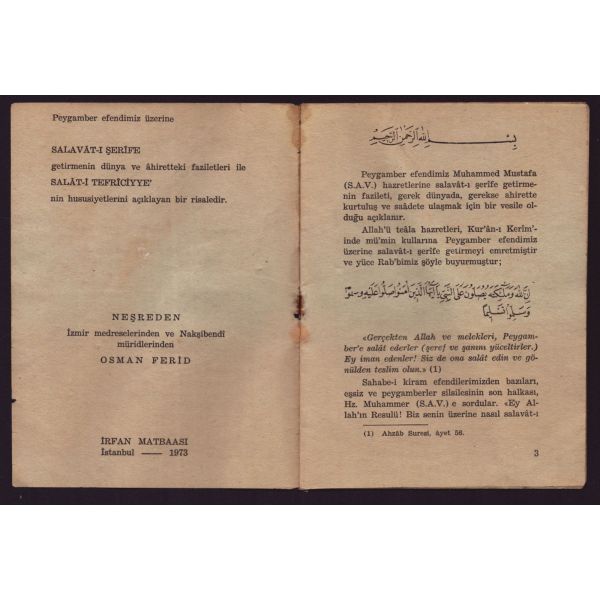 Peygamber efendimiz üzerine
SALAVÂT-I ŞERÎFE
getirmenin dünya ve âhiretteki faziletleri ile
SALÂT-İ TEFRİCİYYE'
nin hususiyetlerini açıklayan bir risaledir.
NEŞREDEN
İzmir medreselerinden ve Nakşibendî
müridlerinden
OSMAN FERİD
İRFAN MATBAASI
İstanbul — 1973
بسم الله الرحمن الرحيم
Peygamber efendimiz Muhammed Mustafa
(S.A.V.) hazretlerine salavât-ı şerîfe getirme-
nin fazileti, gerek dünyada, gerekse ahirette
kurtuluş ve saâdete ulaşmak için bir vesile ol-
duğu açıklanır.
Allah'ü teâla hazretleri, Kur'ân-ı Kerîm'-
inde mü'min kullarına Peygamber efendimiz
üzerine salavât-ı şerîfe getirmeyi emretmiştir
ve yüce Rab'bimiz şöyle buyurmuştur;
اِنَّ اللهَ وَمَلٰئِكَتَهُ يُصَلُّونَ عَلَى النَّبِيِّ يَا اَيُّهَا الَّذِينَ اٰمَنُوا صَلُّوا عَلَيْهِ وَسَلِّمُوا
وَسَلِّمُوا تَسْلِيمًا
«Gerçekten Allah ve melekleri, Peygam-
ber'e salât ederler (şeref ve şanını yüceltirler.)
Ey iman edenler! Siz de ona salât edin ve gö-
nülden teslim olun.» (1)
Sahabe-i kiram efendilerimizden bazıları,
eşsiz ve peygamberler silsilesinin son halkası,
Hz. Muhammer (S.A.V.) e sordular. «Ey Al-
lah'ın Resulü! Biz senin üzerine nasıl salavât-ı
(1) Ahzâb Suresi, âyet 56.
3